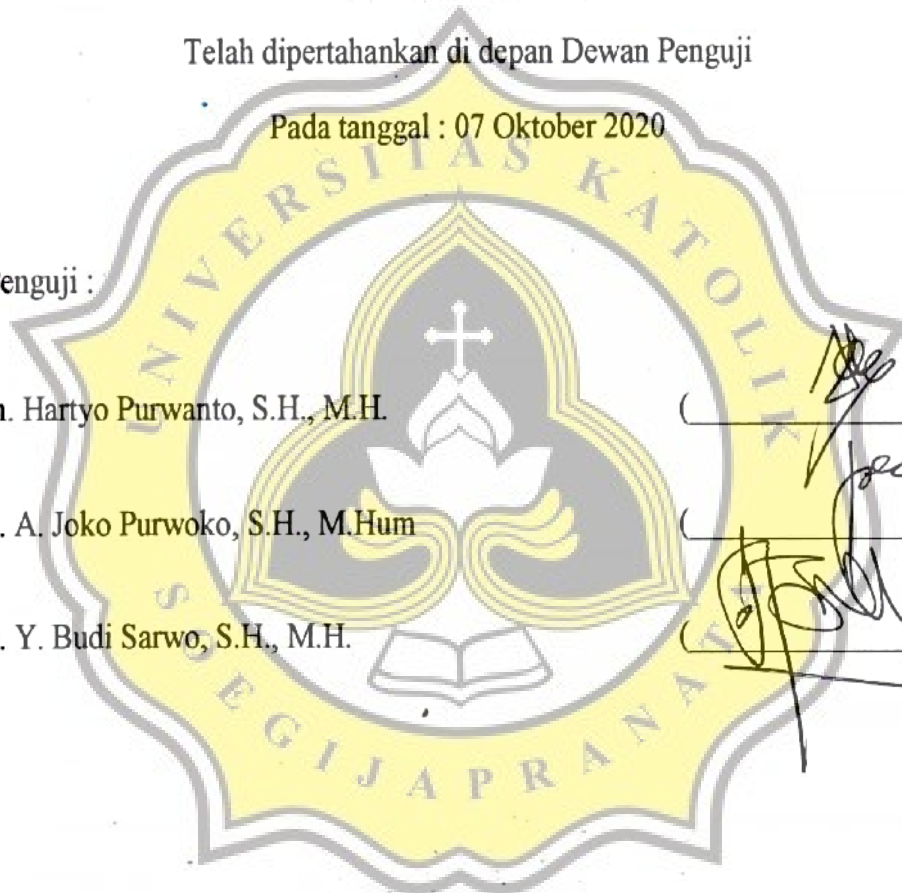 Telah dipertahankan di depan Dewan Penguji
Pada tanggal : 07 Oktober 2020
UNIVERSITAS KATOLIK
enguji :
n. Hartyo Purwanto, S.H., M.H. (
. A. Joko Purwoko, S.H., M.Hum (
. Y. Budi Sarwo, S.H., M.H. (
SOEGIJAPRANATA